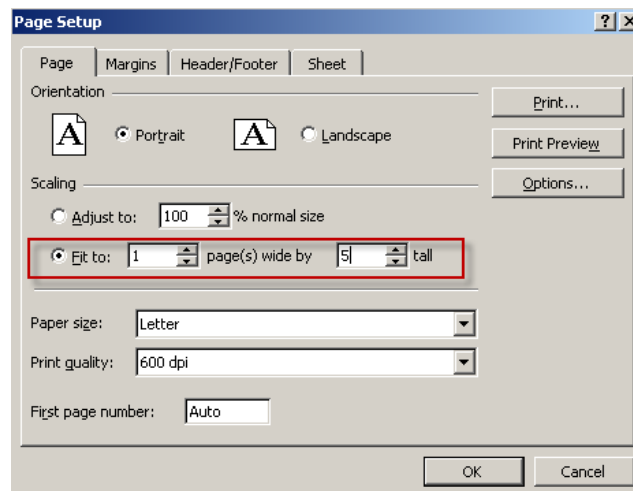 Page Setup
Page Margins Header/Footer Sheet
Orientation
A Portrait A Landscape
Print...
Print Preview
Scaling
Options...
Adjust to: 100 % normal size
Fit to: 1 page(s) wide by 5 tall
Paper size: Letter
Print quality: 600 dpi
First page number: Auto
OK Cancel